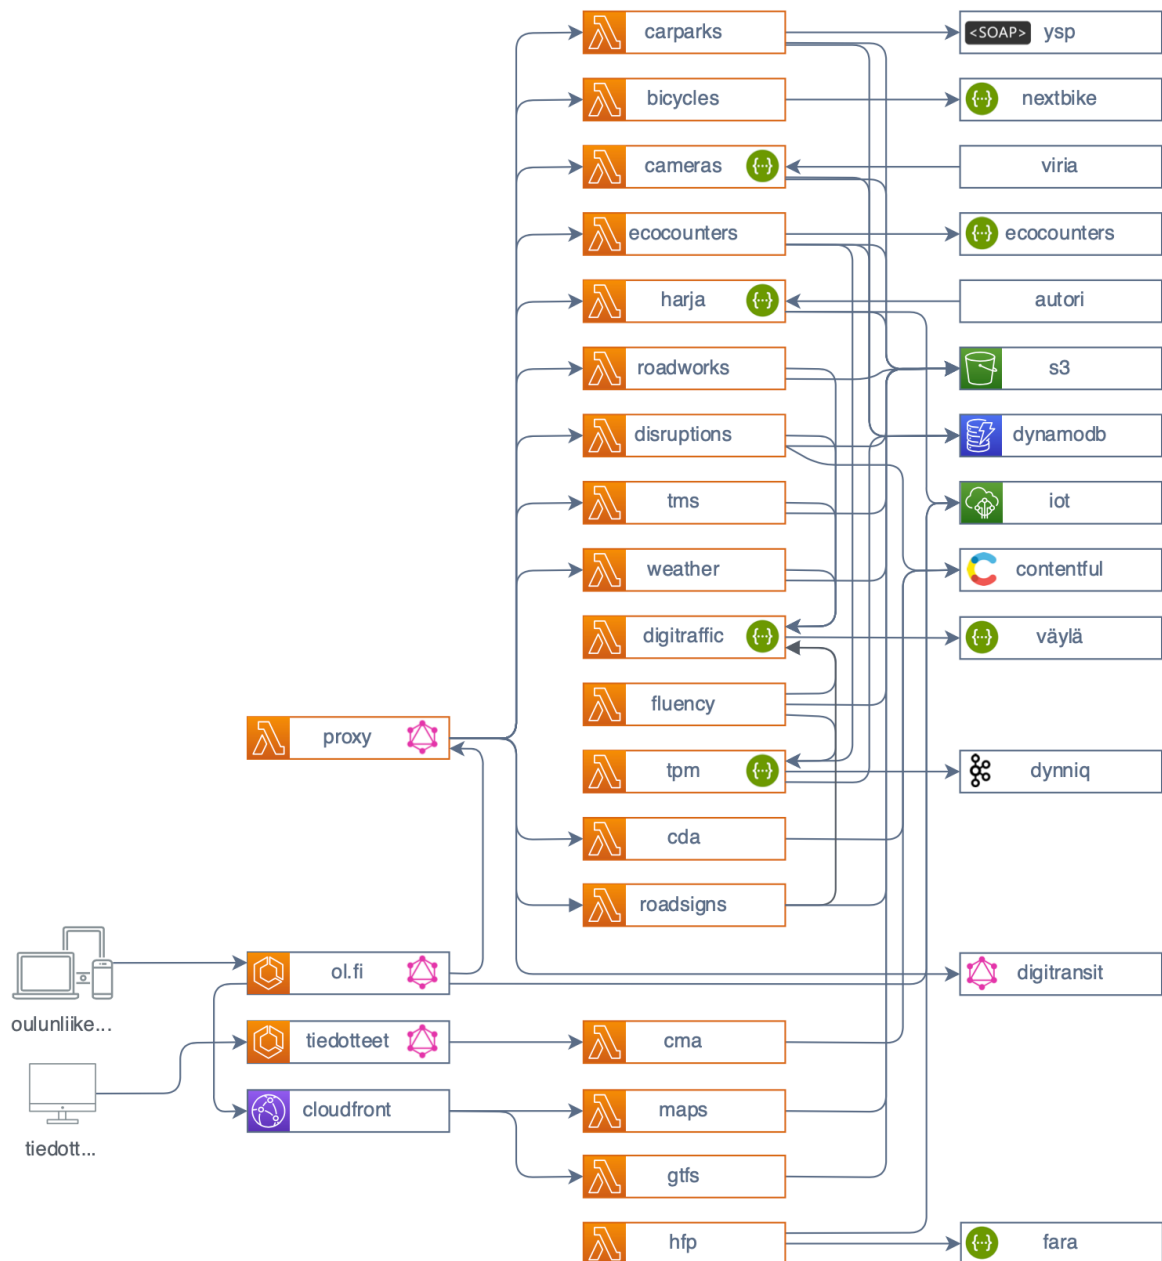 carparks
<SOAP> ysp
bicycles
{···} nextbike
cameras {···}
viria
ecocounters
{···} ecocounters
harja {···}
autori
roadworks
s3
disruptions
dynamodb
tms
iot
weather
contentful
digitraffic {···}
{···} väylä
fluency
proxy
tpm {···}
dynniq
cda
roadsigns
ol.fi
digitransit
oulunliike...
tiedotteet
cma
cloudfront
maps
tiedott...
gtfs
hfp
{···} fara